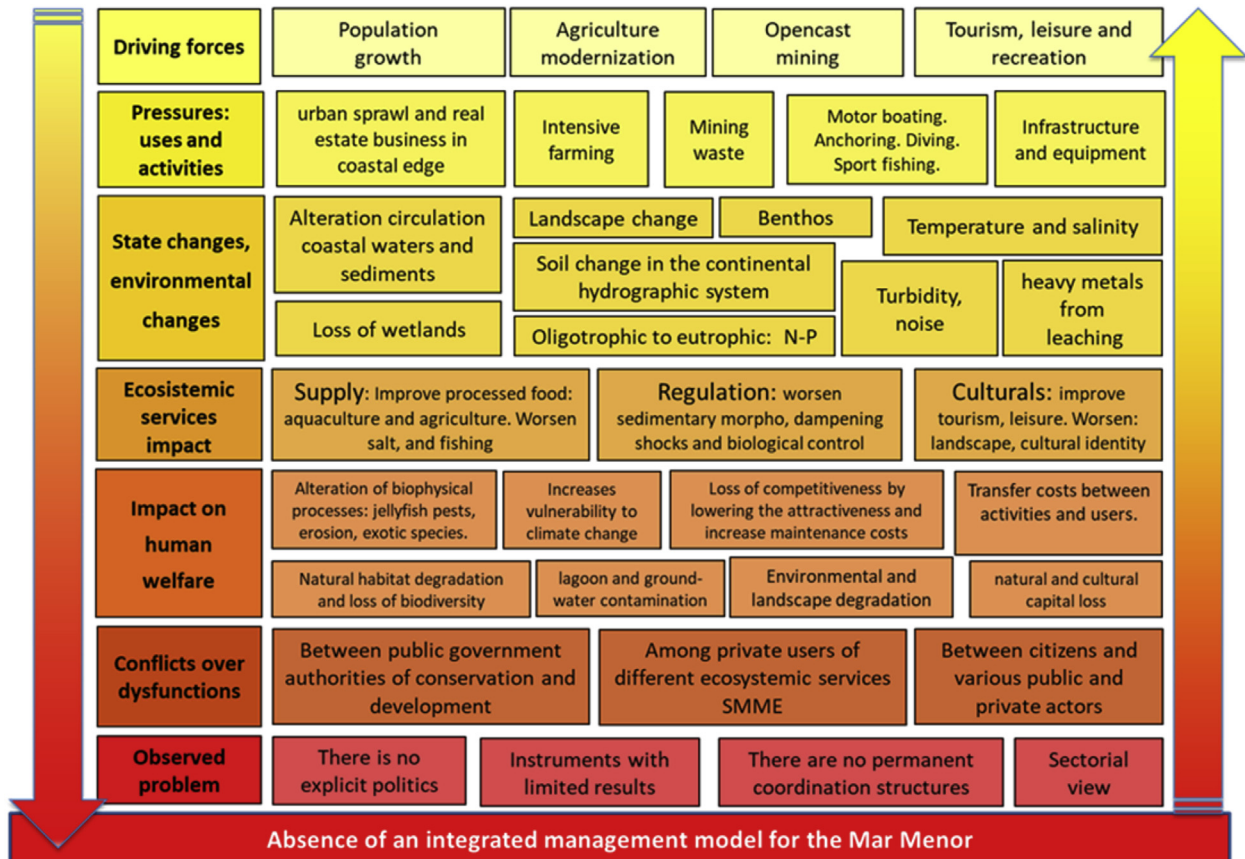 Driving forces
Population
growth
Agriculture
modernization
Opencast
mining
Tourism, leisure and
recreation
Pressures:
uses and
activities
urban sprawl and real
estate business in
coastal edge
Intensive
farming
Mining
waste
Motor boating.
Anchoring. Diving.
Sport fishing.
Infrastructure
and equipment
State changes,
environmental
changes
Alteration circulation
coastal waters and
sediments
Loss of wetlands
Landscape change
Benthos
Soil change in the continental
hydrographic system
Oligotrophic to eutrophic: N-P
Temperature and salinity
Turbidity,
noise
heavy metals
from
leaching
Ecosistemic
services
impact
Supply: Improve processed food:
aquaculture and agriculture. Worsen
salt, and fishing
Regulation: worsen
sedimentary morpho, dampening
shocks and biological control
Culturals: improve
tourism, leisure. Worsen:
landscape, cultural identity
Impact on
human
welfare
Alteration of biophysical
processes: jellyfish pests,
erosion, exotic species.
Increases
vulnerability to
climate change
Loss of competitiveness by
lowering the attractiveness and
increase maintenance costs
Transfer costs between
activities and users.
Natural habitat degradation
and loss of biodiversity
lagoon and ground-
water contamination
Environmental and
landscape degradation
natural and cultural
capital loss
Conflicts over
dysfunctions
Between public government
authorities of conservation and
development
Among private users of
different ecosystemic services
SMME
Between citizens and
various public and
private actors
Observed
problem
There is no
explicit politics
Instruments with
limited results
There are no permanent
coordination structures
Sectorial
view
Absence of an integrated management model for the Mar Menor